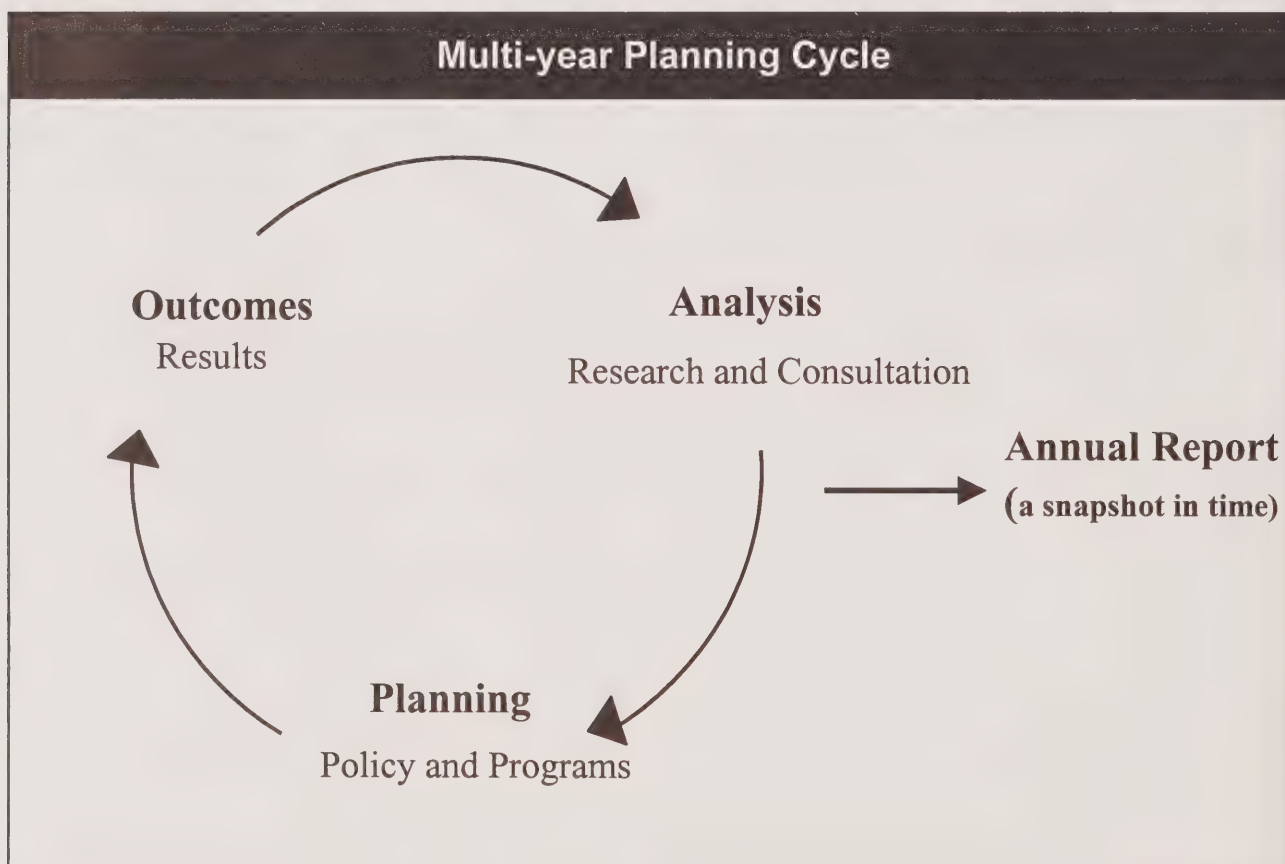 Multi-year Planning Cycle
Outcomes
Results
Analysis
Research and Consultation
Annual Report
(a snapshot in time)
Planning
Policy and Programs